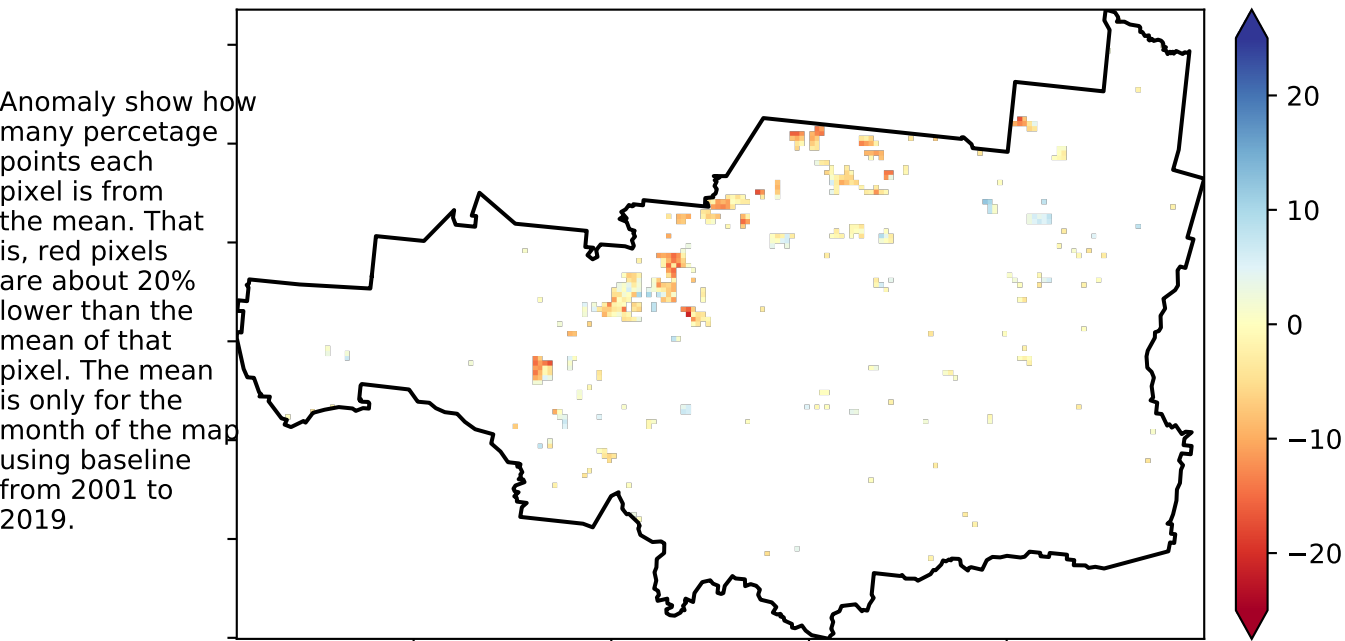 Anomaly show how
many percetage
points each
pixel is from
the mean. That
is, red pixels
are about 20%
lower than the
mean of that
pixel. The mean
is only for the
month of the map
using baseline
from 2001 to
2019.
20
10
0
−10
−20